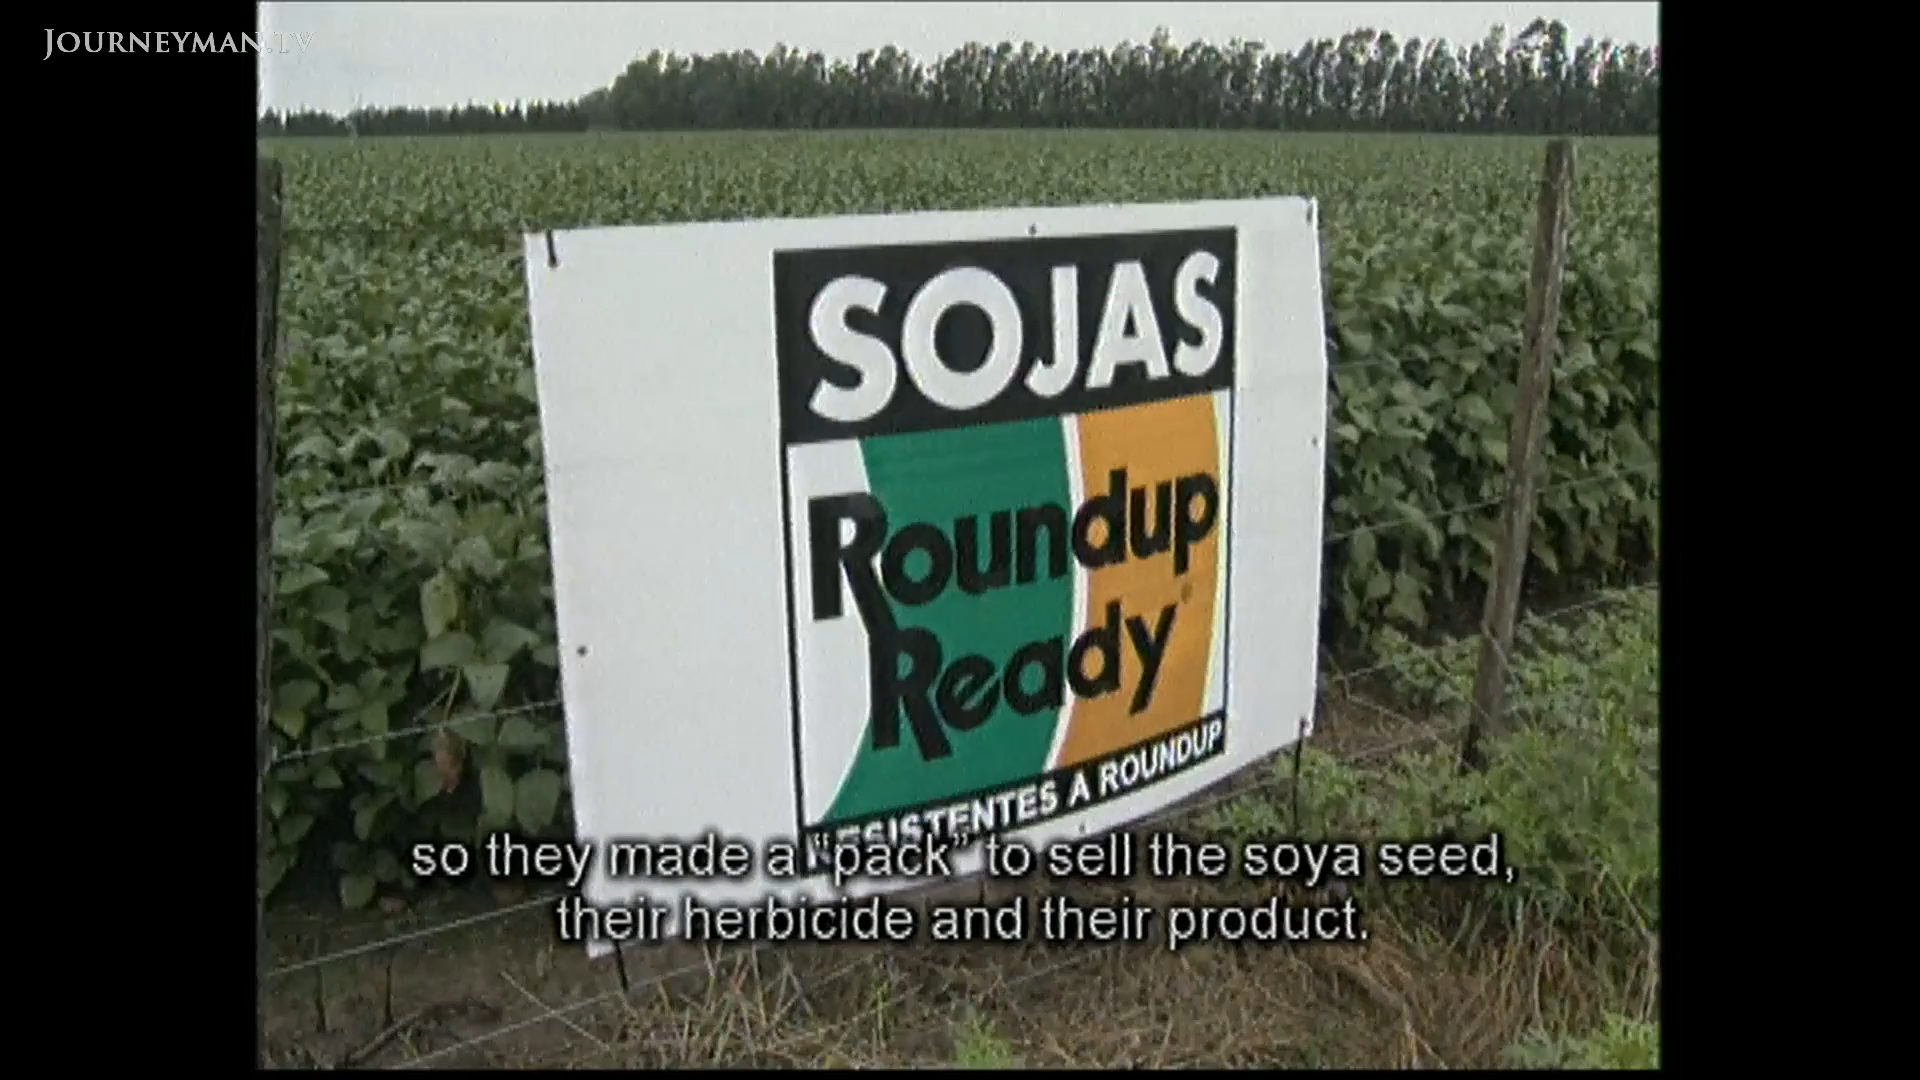 JOURNEYMAN.TV
SOJAS
Roundup
Ready
RESISTENTES A ROUNDUP
so they made a “pack” to sell the soya seed,
their herbicide and their product.